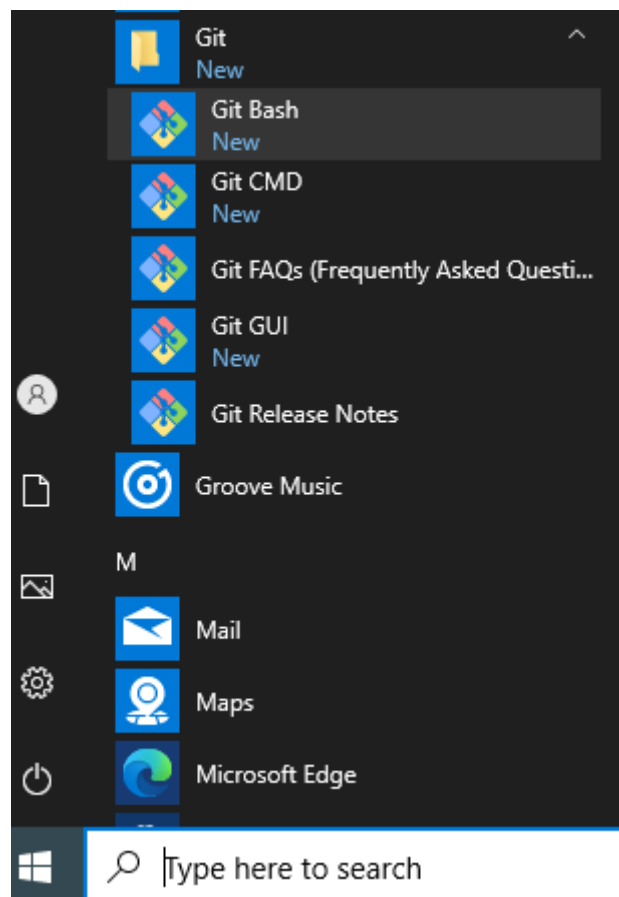 Git
New
Git Bash
New
Git CMD
New
Git FAQs (Frequently Asked Questi...
Git GUI
New
Git Release Notes
Groove Music
M
Mail
Maps
Microsoft Edge
Type here to search